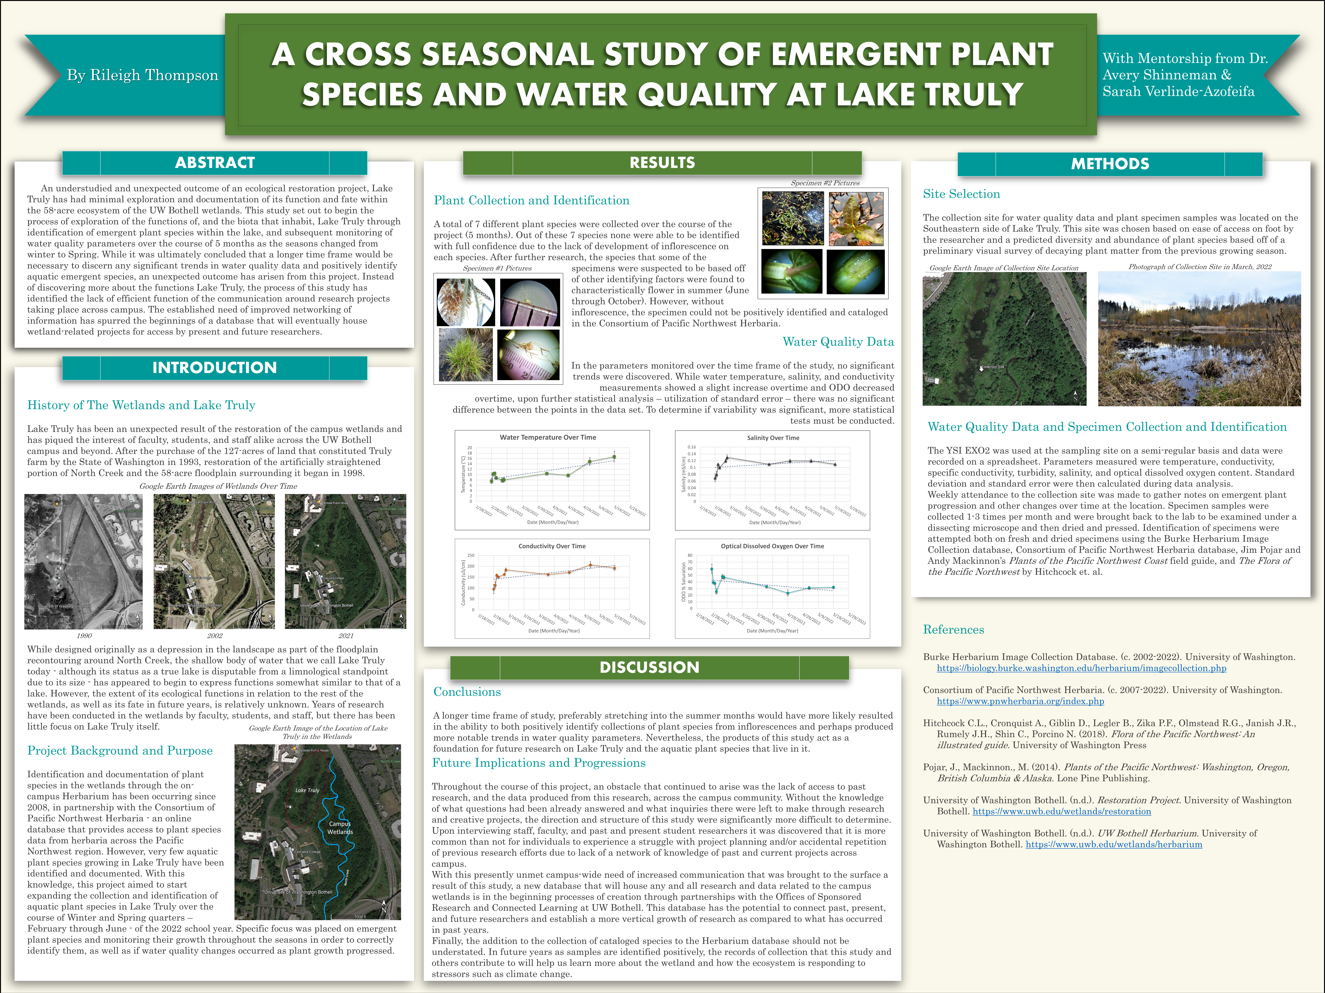 By Rileigh Thompson
A CROSS SEASONAL STUDY OF EMERGENT PLANT
SPECIES AND WATER QUALITY AT LAKE TRULY
With Mentorship from Dr.
Avery Shinneman &
Sarah Verlinde-Azofeifa
ABSTRACT
An understudied and unexpected outcome of an ecological restoration project, Lake
Truly has had minimal exploration and documentation of its function and fate within
the 58-acre ecosystem of the UW Bothell wetlands. This study set out to begin the
process of exploration of the functions of, and the biota that inhabit, Lake Truly through
identification of emergent plant species within the lake, and subsequent monitoring of
water quality parameters over the course of 5 months as the seasons changed from
winter to Spring. While it was ultimately concluded that a longer time frame would be
necessary to discern any significant trends in water quality data and positively identify
aquatic emergent species, an unexpected outcome has arisen from this project. Instead
of discovering more about the functions Lake Truly, the process of this study has
identified the lack of efficient function of the communication around research projects
taking place across campus. The established need of improved networking of
information has spurred the beginnings of a database that will eventually house
wetland-related projects for access by present and future researchers.
INTRODUCTION
History of The Wetlands and Lake Truly
Lake Truly has been an unexpected result of the restoration of the campus wetlands and
has piqued the interest of faculty, students, and staff alike across the UW Bothell
campus and beyond. After the purchase of the 127-acres of land that constituted Truly
farm by the State of Washington in 1993, restoration of the artificially straightened
portion of North Creek and the 58-acre floodplain surrounding it began in 1998.
Google Earth Images of Wetlands Over Time
1990
2002
2021
While designed originally as a depression in the landscape as part of the floodplain
recontouring around North Creek, the shallow body of water that we call Lake Truly
today - although its status as a true lake is disputable from a limnological standpoint
due to its size - has appeared to begin to express functions somewhat similar to that of a
lake. However, the extent of its ecological functions in relation to the rest of the
wetlands, as well as its fate in future years, is relatively unknown. Years of research
have been conducted in the wetlands by faculty, students, and staff, but there has been
little focus on Lake Truly itself.
Google Earth Image of the Location of Lake
Truly in the Wetlands
Project Background and Purpose
Identification and documentation of plant
species in the wetlands through the on-
campus Herbarium has been occurring since
2008, in partnership with the Consortium of
Pacific Northwest Herbaria - an online
database that provides access to plant species
data from herbaria across the Pacific
Northwest region. However, very few aquatic
plant species growing in Lake Truly have been
identified and documented. With this
knowledge, this project aimed to start
expanding the collection and identification of
aquatic plant species in Lake Truly over the
course of Winter and Spring quarters –
February through June - of the 2022 school year. Specific focus was placed on emergent
plant species and monitoring their growth throughout the seasons in order to correctly
identify them, as well as if water quality changes occurred as plant growth progressed.
Lake Truly
Campus
Wetlands
University of Washington Bothell
RESULTS
Specimen #2 Pictures
Plant Collection and Identification
A total of 7 different plant species were collected over the course of the
project (5 months). Out of these 7 species none were able to be identified
with full confidence due to the lack of development of inflorescence on
each species. After further research, the species that some of the
Specimen #1 Pictures
specimens were suspected to be based off
of other identifying factors were found to
characteristically flower in summer (June
through October). However, without
inflorescence, the specimen could not be positively identified and cataloged
in the Consortium of Pacific Northwest Herbaria.
Water Quality Data
In the parameters monitored over the time frame of the study, no significant
trends were discovered. While water temperature, salinity, and conductivity
measurements showed a slight increase overtime and ODO decreased
overtime, upon further statistical analysis – utilization of standard error – there was no significant
difference between the points in the data set. To determine if variability was significant, more statistical
tests must be conducted.
Water Temperature Over Time
Temperature (°C)
Date (Month/Day/Year)
Salinity Over Time
Date (Month/Day/Year)
Conductivity Over Time
Date (Month/Day/Year)
Optical Dissolved Oxygen Over Time
ODO % Saturation
Date (Month/Day/Year)
DISCUSSION
Conclusions
A longer time frame of study, preferably stretching into the summer months would have more likely resulted
in the ability to both positively identify collections of plant species from inflorescences and perhaps produced
more notable trends in water quality parameters. Nevertheless, the products of this study act as a
foundation for future research on Lake Truly and the aquatic plant species that live in it.
Future Implications and Progressions
Throughout the course of this project, an obstacle that continued to arise was the lack of access to past
research, and the data produced from this research, across the campus community. Without the knowledge
of what questions had been already answered and what inquiries there were left to make through research
and creative projects, the direction and structure of this study were significantly more difficult to determine.
Upon interviewing staff, faculty, and past and present student researchers it was discovered that it is more
common than not for individuals to experience a struggle with project planning and/or accidental repetition
of previous research efforts due to lack of a network of knowledge of past and current projects across
campus.
With this presently unmet campus-wide need of increased communication that was brought to the surface a
result of this study, a new database that will house any and all research and data related to the campus
wetlands is in the beginning processes of creation through partnerships with the Offices of Sponsored
Research and Connected Learning at UW Bothell. This database has the potential to connect past, present,
and future researchers and establish a more vertical growth of research as compared to what has occurred
in past years.
Finally, the addition to the collection of cataloged species to the Herbarium database should not be
understated. In future years as samples are identified positively, the records of collection that this study and
others contribute to will help us learn more about the wetland and how the ecosystem is responding to
stressors such as climate change.
METHODS
Site Selection
The collection site for water quality data and plant specimen samples was located on the
Southeastern side of Lake Truly. This site was chosen based on ease of access on foot by
the researcher and a predicted diversity and abundance of plant species based off of a
preliminary visual survey of decaying plant matter from the previous growing season.
Google Earth Image of Collection Site Location
Photograph of Collection Site in March, 2022
Water Quality Data and Specimen Collection and Identification
The YSI EXO2 was used at the sampling site on a semi-regular basis and data were
recorded on a spreadsheet. Parameters measured were temperature, conductivity,
specific conductivity, turbidity, salinity, and optical dissolved oxygen content. Standard
deviation and standard error were then calculated during data analysis.
Weekly attendance to the collection site was made to gather notes on emergent plant
progression and other changes over time at the location. Specimen samples were
collected 1-3 times per month and were brought back to the lab to be examined under a
dissecting microscope and then dried and pressed. Identification of specimens were
attempted both on fresh and dried specimens using the Burke Herbarium Image
Collection database, Consortium of Pacific Northwest Herbaria database, Jim Pojar and
Andy Mackinnon's Plants of the Pacific Northwest Coast field guide, and The Flora of
the Pacific Northwest by Hitchcock et. al.
References
Burke Herbarium Image Collection Database. (c. 2002-2022). University of Washington.
https://biology.burke.washington.edu/herbarium/imagecollection.php
Consortium of Pacific Northwest Herbaria. (c. 2007-2022). University of Washington.
https://www.pnwherbaria.org/index.php
Hitchcock C.L., Cronquist A., Giblin D., Legler B., Zika P.F., Olmstead R.G., Janish J.R.,
Rumely J.H., Shin C., Porcino N. (2018). Flora of the Pacific Northwest: An
illustrated guide. University of Washington Press
Pojar, J., Mackinnon., M. (2014). Plants of the Pacific Northwest: Washington, Oregon,
British Columbia & Alaska. Lone Pine Publishing.
University of Washington Bothell. (n.d.). Restoration Project. University of Washington
Bothell. https://www.uwb.edu/wetlands/restoration
University of Washington Bothell. (n.d.). UW Bothell Herbarium. University of
Washington Bothell. https://www.uwb.edu/wetlands/herbarium